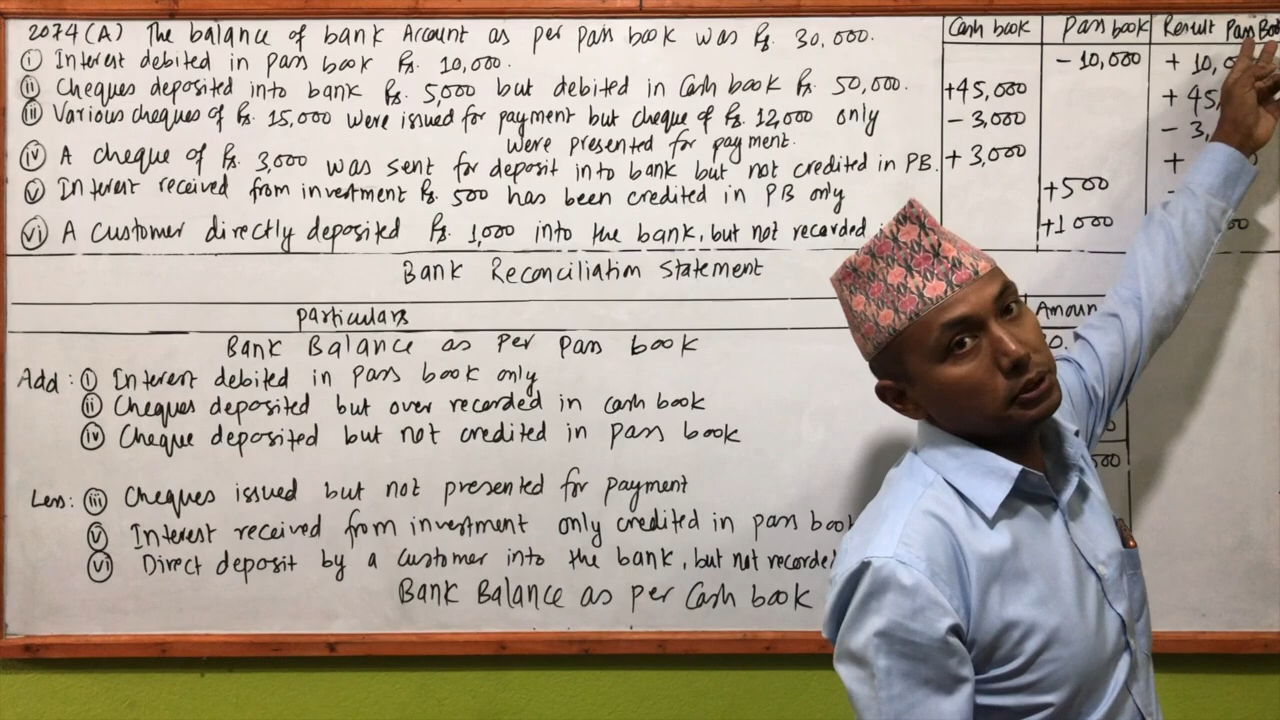 2074(A) The balance of bank Account as per pass book was Rs. 30,000. Cash book Pass book Result Pass Boo
(i) Interest debited in pass book Rs. 10,000. - 10,000 + 10,0
(ii) Cheques deposited into bank Rs. 5,000 but debited in Cash book Rs. 50,000. +45,000 + 45,
(iii) Various cheques of Rs. 15,000 were issued for payment but cheque of Rs. 12,000 only - 3,000 - 3,
were presented for payment.
(iv) A cheque of Rs. 3,000 was sent for deposit into bank but not credited in PB. + 3,000 +
(v) Interest received from investment Rs. 500 has been credited in PB only +500 -
(vi) A customer directly deposited Rs. 1,000 into the bank, but not recorded +1000 00
Bank Reconciliation Statement
Particulars Amoun
Bank Balance as Per Pass book
Add: (i) Interest debited in pass book only
(ii) Cheques deposited but over recorded in cash book
(iv) Cheque deposited but not credited in pass book
500
Less: (iii) Cheques issued but not presented for payment
(v) Interest received from investment only credited in pass book
(vi) Direct deposit by a customer into the bank, but not recorded
Bank Balance as per Cash book